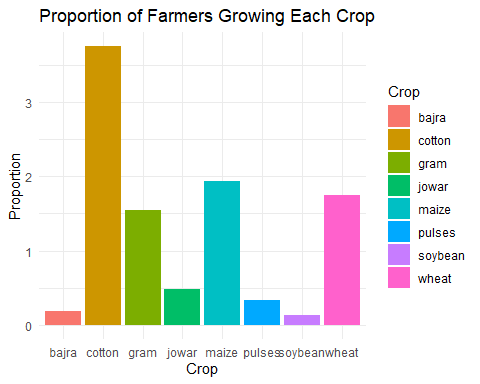 Proportion of Farmers Growing Each Crop
Proportion
3
2
1
0
bajra cotton gram jowar maize pulses soybean wheat
Crop
Crop
bajra
cotton
gram
jowar
maize
pulses
soybean
wheat